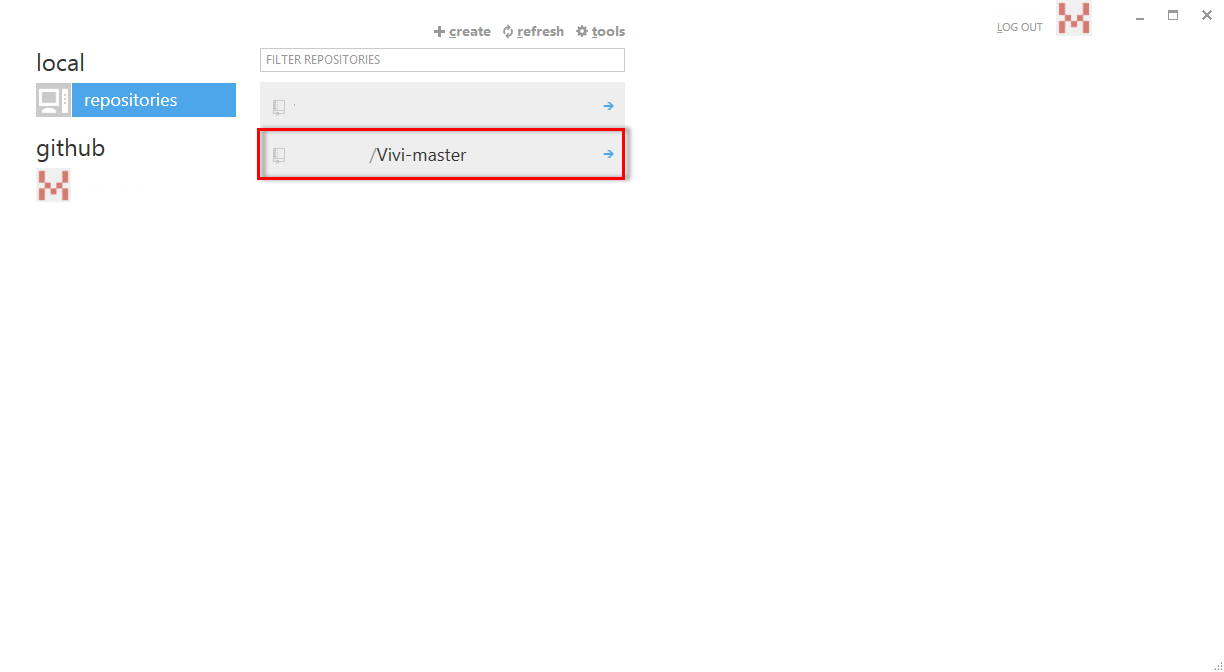 create refresh tools
LOG OUT
local
FILTER REPOSITORIES
repositories
github
/Vivi-master